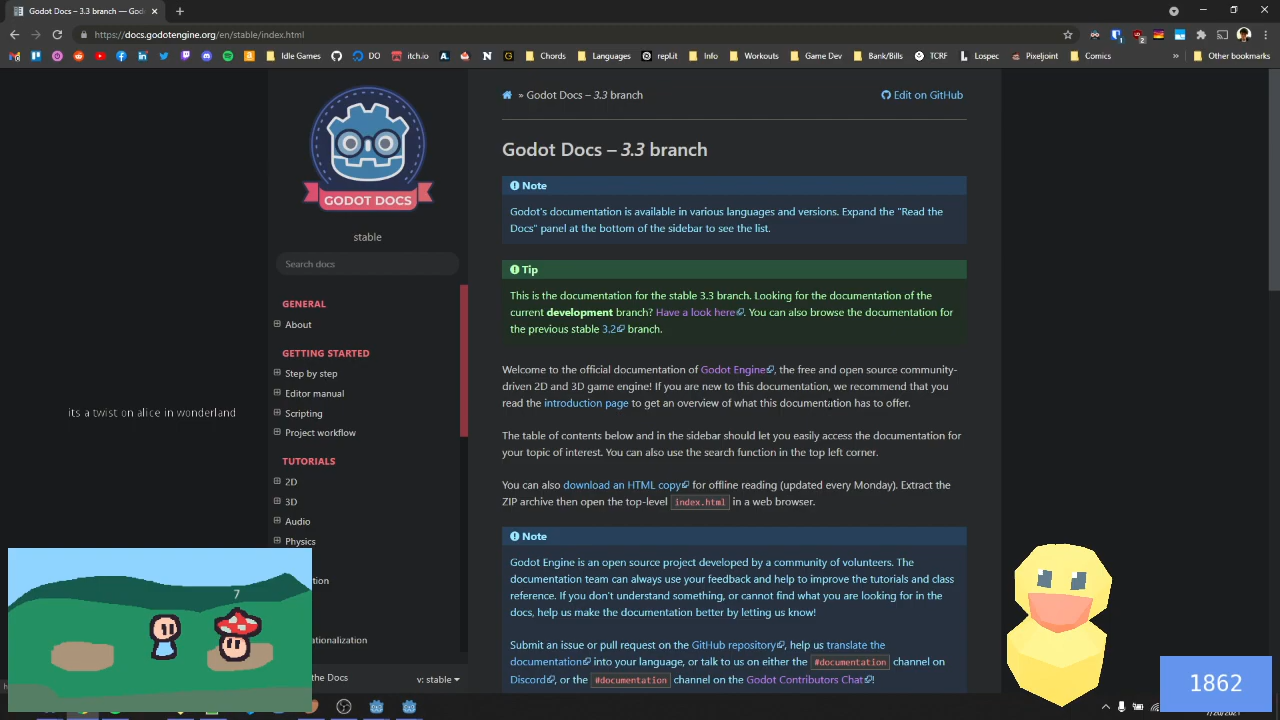 Godot Docs – 3.3 branch — Go
https://docs.godotengine.org/en/stable/index.html
Idle Games
DO
itch.io
Chords
Languages
repl.it
Info
Workouts
Game Dev
Bank/Bills
TCRF
Lospec
Pixeljoint
Comics
»
Other bookmarks
GODOT DOCS
stable
Search docs
GENERAL
About
GETTING STARTED
Step by step
Editor manual
Scripting
Project workflow
TUTORIALS
2D
3D
Audio
Physics
ation
ationalization
the Docs
v: stable
» Godot Docs – 3.3 branch
Edit on GitHub
Godot Docs – 3.3 branch
Note
Godot's documentation is available in various languages and versions. Expand the "Read the
Docs" panel at the bottom of the sidebar to see the list.
Tip
This is the documentation for the stable 3.3 branch. Looking for the documentation of the
current development branch? Have a look here. You can also browse the documentation for
the previous stable 3.2 branch.
Welcome to the official documentation of Godot Engine, the free and open source community-
driven 2D and 3D game engine! If you are new to this documentation, we recommend that you
read the introduction page to get an overview of what this documentation has to offer.
The table of contents below and in the sidebar should let you easily access the documentation for
your topic of interest. You can also use the search function in the top left corner.
You can also download an HTML copy for offline reading (updated every Monday). Extract the
ZIP archive then open the top-level index.html in a web browser.
Note
Godot Engine is an open source project developed by a community of volunteers. The
documentation team can always use your feedback and help to improve the tutorials and class
reference. If you don't understand something, or cannot find what you are looking for in the
docs, help us make the documentation better by letting us know!
Submit an issue or pull request on the GitHub repository, help us translate the
documentation into your language, or talk to us on either the #documentation channel on
Discord, or the #documentation channel on the Godot Contributors Chat!
its a twist on alice in wonderland
7
1862
7/20/2021